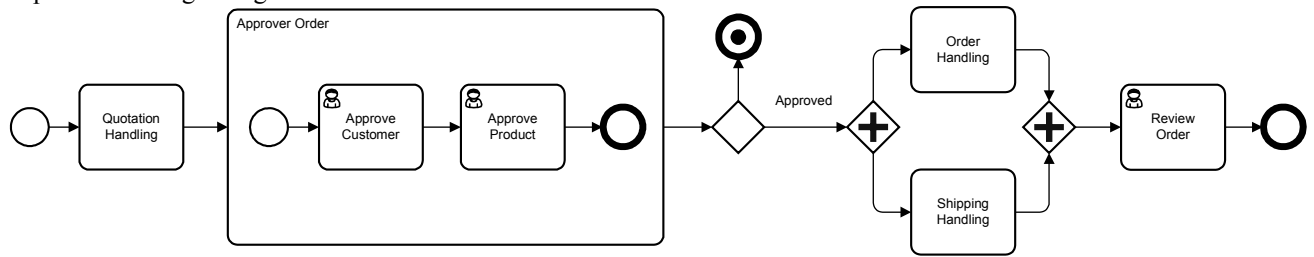 Approver Order
Quotation
Handling
Approve
Customer
Approve
Product
Approved
Order
Handling
Shipping
Handling
Review
Order